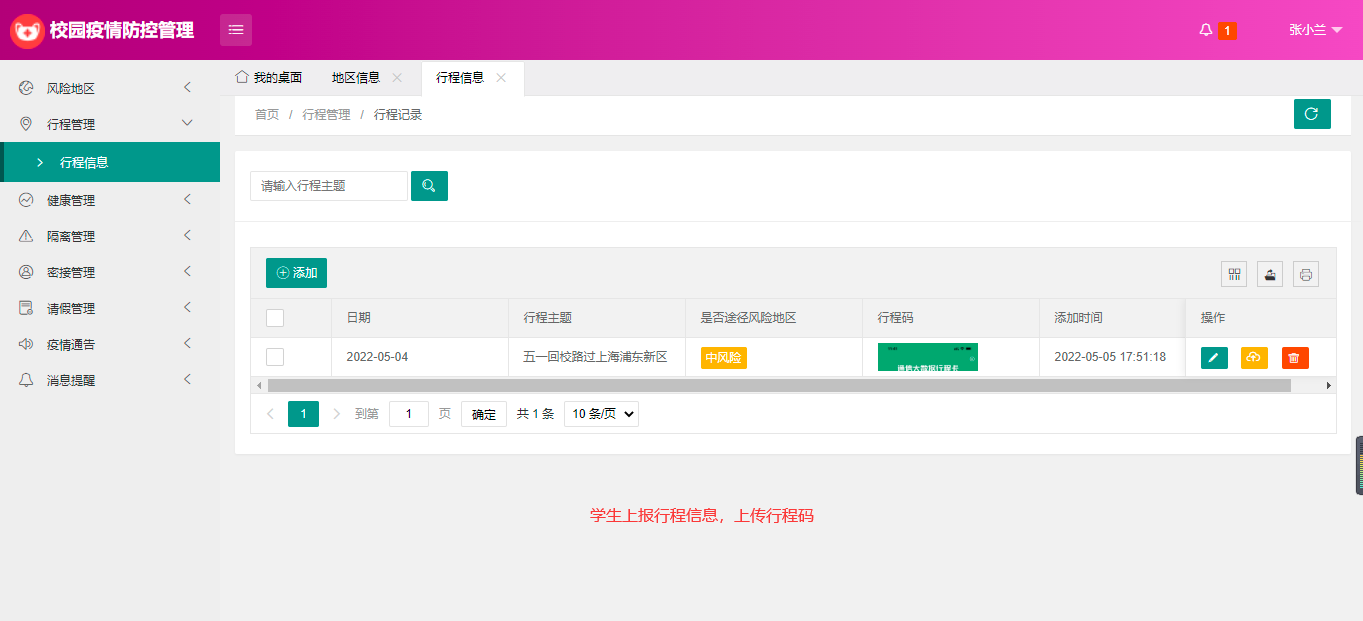 校园疫情防控管理
1
张小兰
风险地区
行程管理
行程信息
健康管理
隔离管理
密接管理
请假管理
疫情通告
消息提醒
我的桌面
地区信息
行程信息
首页 / 行程管理 / 行程记录
请输入行程主题
添加
日期 行程主题 是否途径风险地区 行程码 添加时间 操作
2022-05-04 五一回校路过上海浦东新区 中风险 通信大数据行程卡 2022-05-05 17:51:18
1 到第 1 页 确定 共 1 条 10 条/页
学生上报行程信息，上传行程码